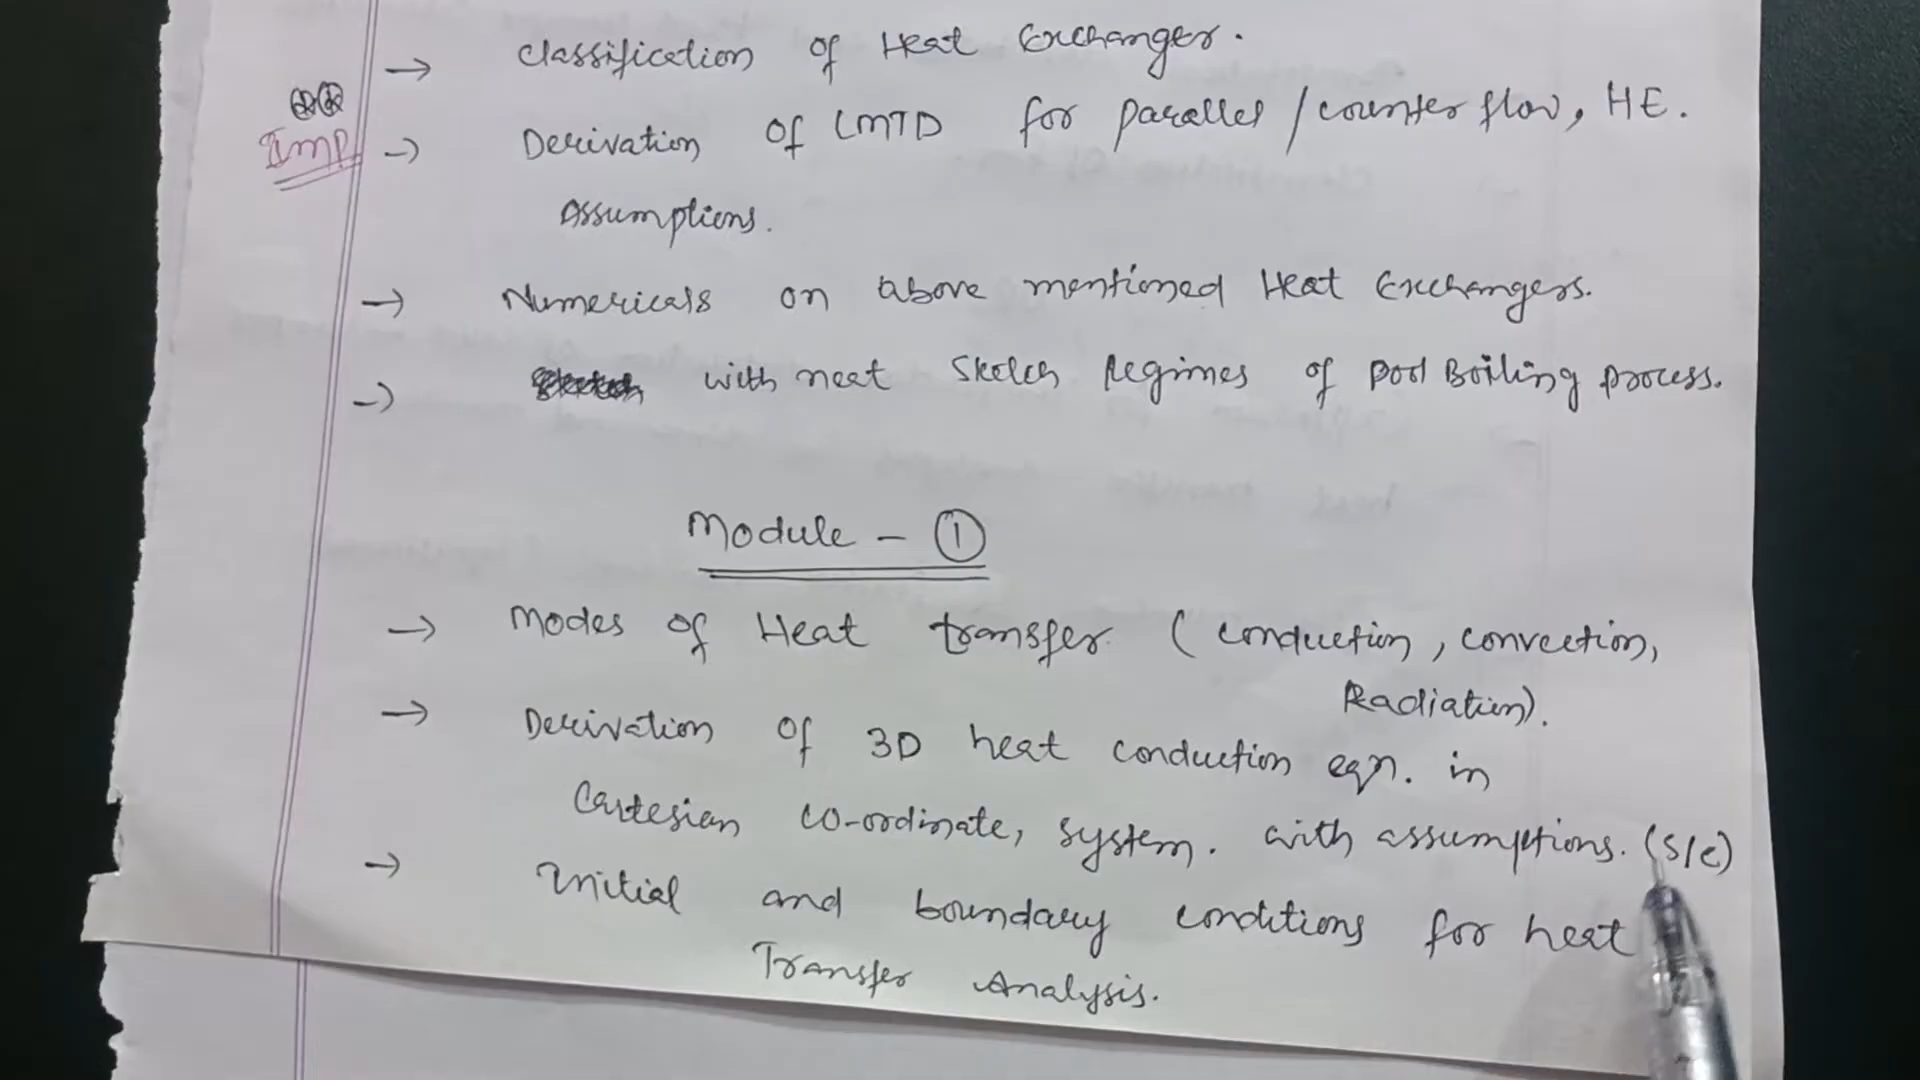 → Classification of Heat Exchanger.
Imp → Derivation of LMTD for parallel / counter flow, HE.
Assumptions.
→ Numericals on above mentioned Heat Exchangers.
→ with neat sketch Regimes of pool Boiling process.
Module - ①
→ Modes of Heat transfer (conduction, convection,
Radiation).
→ Derivation of 3D heat conduction eqn. in
Cartesian co-ordinate, system. with assumptions. (S/C)
→ Initial and boundary conditions for heat
Transfer Analysis.